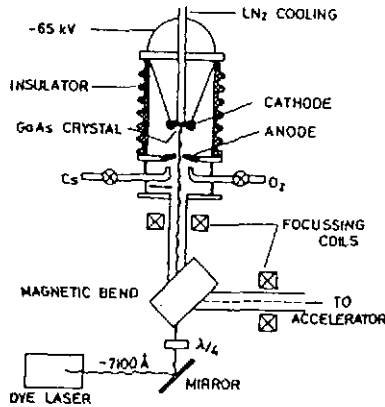 LN2 COOLING
-65 kV
INSULATOR
CATHODE
GaAs CRYSTAL
ANODE
Cs
O2
FOCUSSING
COILS
MAGNETIC BEND
TO
ACCELERATOR
λ/4
~7100 Å
DYE LASER
MIRROR